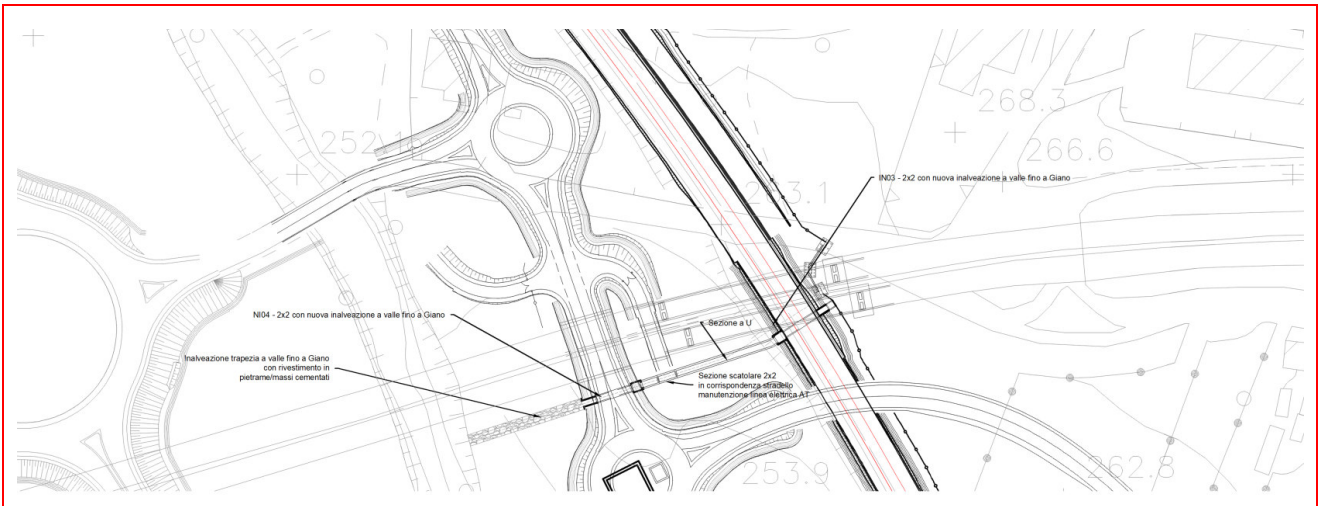 268.3
252.1
266.6
IN03 - 2x2 con nuova inalveazione a valle fino a Giano
NI04 - 2x2 con nuova inalveazione a valle fino a Giano
Sezione a U
Inalveazione trapezia a valle fino a Giano
con rivestimento in
pietrame/massi cementati
Sezione scatolare 2x2
in corrispondenza stradello
manutenzione linea elettrica AT
253.9
262.8